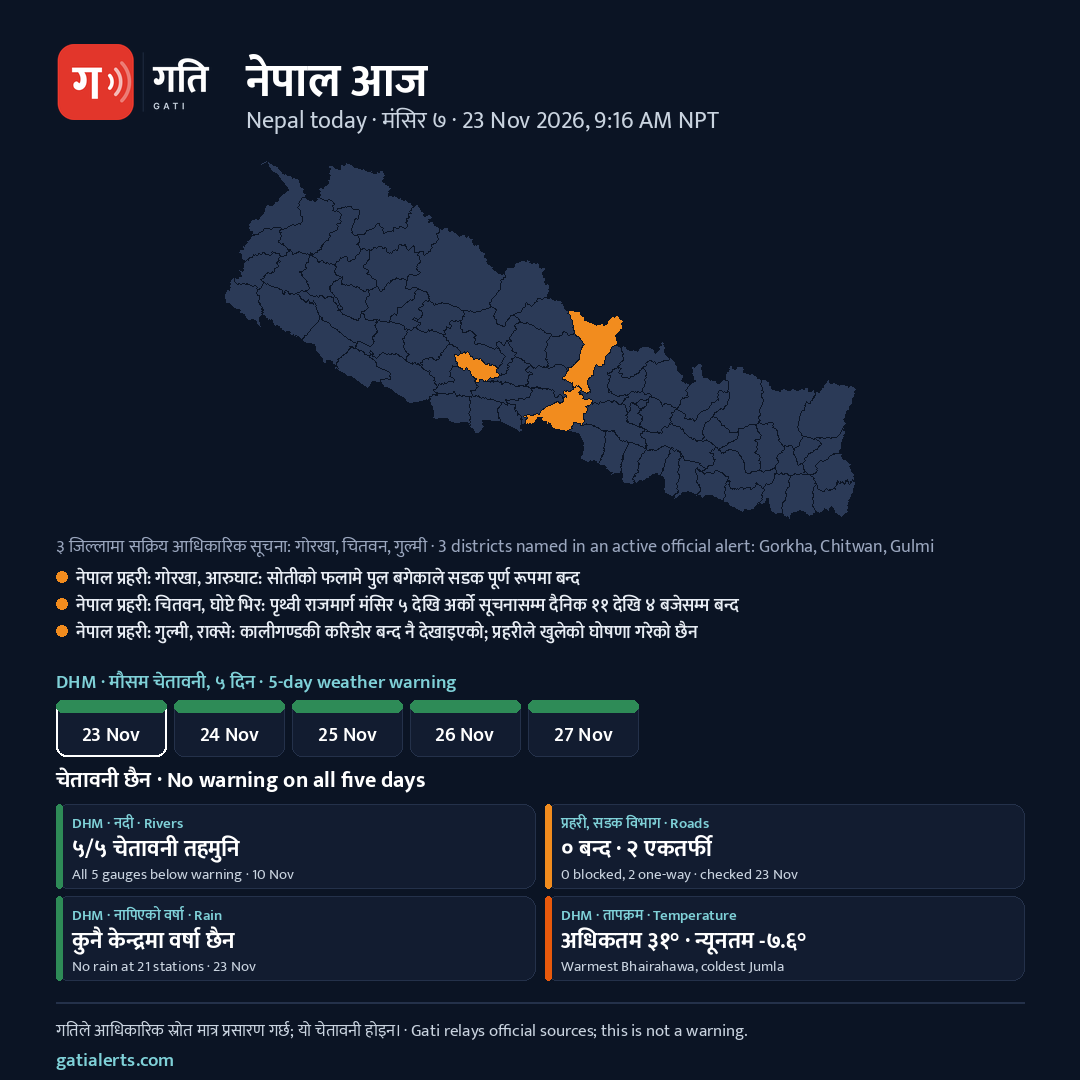 ग गति
GATI
नेपाल आज
Nepal today · मंसिर ७ · 23 Nov 2026, 9:16 AM NPT
३ जिल्लामा सक्रिय आधिकारिक सूचना: गोरखा, चितवन, गुल्मी · 3 districts named in an active official alert: Gorkha, Chitwan, Gulmi
नेपाल प्रहरी: गोरखा, आरुघाट: सोतीको फलामे पुल बगेकाले सडक पूर्ण रूपमा बन्द
नेपाल प्रहरी: चितवन, घोप्टे भिर: पृथ्वी राजमार्ग मंसिर ५ देखि अर्को सूचनासम्म दैनिक ११ देखि ४ बजेसम्म बन्द
नेपाल प्रहरी: गुल्मी, राक्से: कालीगण्डकी करिडोर बन्द नै देखाइएको; प्रहरीले खुलेको घोषणा गरेको छैन
DHM · मौसम चेतावनी, ५ दिन · 5-day weather warning
23 Nov 24 Nov 25 Nov 26 Nov 27 Nov
चेतावनी छैन · No warning on all five days
DHM · नदी · Rivers
५/५ चेतावनी तहमुनि
All 5 gauges below warning · 10 Nov
प्रहरी, सडक विभाग · Roads
० बन्द · २ एकतर्फी
0 blocked, 2 one-way · checked 23 Nov
DHM · नापिएको वर्षा · Rain
कुनै केन्द्रमा वर्षा छैन
No rain at 21 stations · 23 Nov
DHM · तापक्रम · Temperature
अधिकतम ३१° · न्यूनतम -७.६°
Warmest Bhairahawa, coldest Jumla
गतिले आधिकारिक स्रोत मात्र प्रसारण गर्छ; यो चेतावनी होइन। · Gati relays official sources; this is not a warning.
gatialerts.com